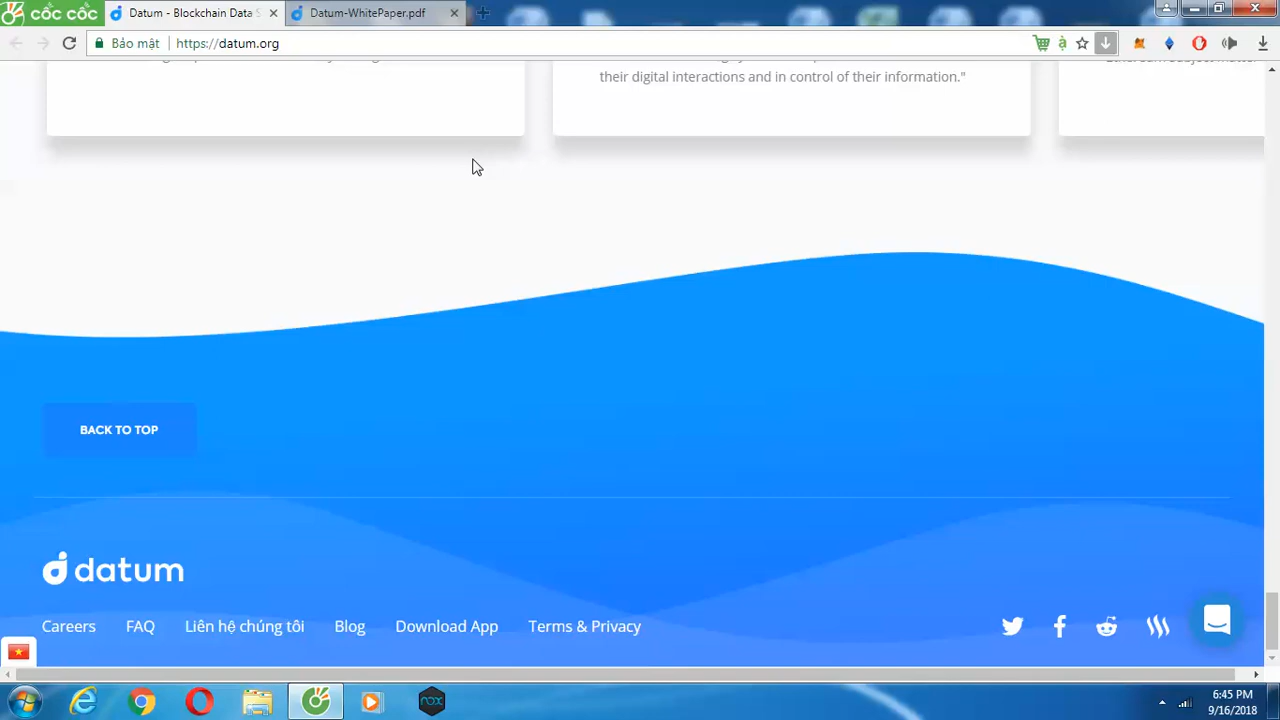 cốc cốc
Datum - Blockchain Data S
Datum-WhitePaper.pdf
Bảo mật
https://datum.org
their digital interactions and in control of their information."
BACK TO TOP
datum
Careers
FAQ
Liên hệ chúng tôi
Blog
Download App
Terms & Privacy
nox
6:45 PM
9/16/2018